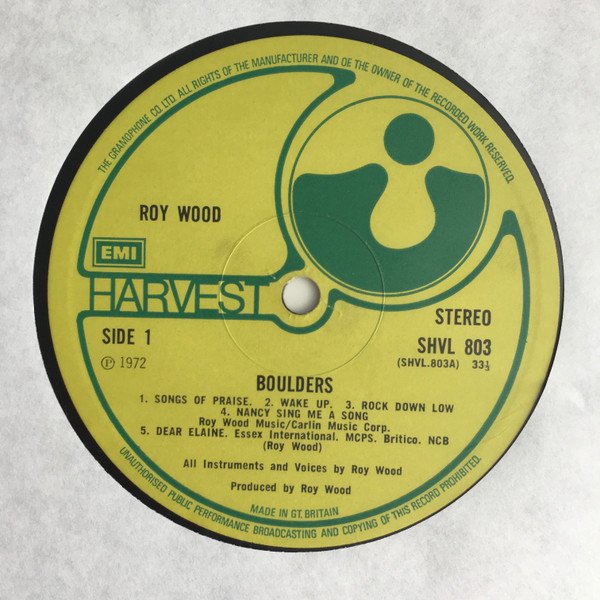 THE GRAMOPHONE CO. LTD. ALL RIGHTS OF THE MANUFACTURER AND OF THE OWNER OF THE RECORDED WORK RESERVED.
ROY WOOD
EMI
HARVEST
SIDE 1
℗ 1972
STEREO
SHVL 803
(SHVL.803A) 33⅓
BOULDERS
1. SONGS OF PRAISE. 2. WAKE UP. 3. ROCK DOWN LOW
4. NANCY SING ME A SONG
Roy Wood Music/Carlin Music Corp.
5. DEAR ELAINE. Essex International. MCPS. Britico. NCB
(Roy Wood)
All Instruments and Voices by Roy Wood
Produced by Roy Wood
MADE IN GT. BRITAIN
UNAUTHORISED PUBLIC PERFORMANCE BROADCASTING AND COPYING OF THIS RECORD PROHIBITED.